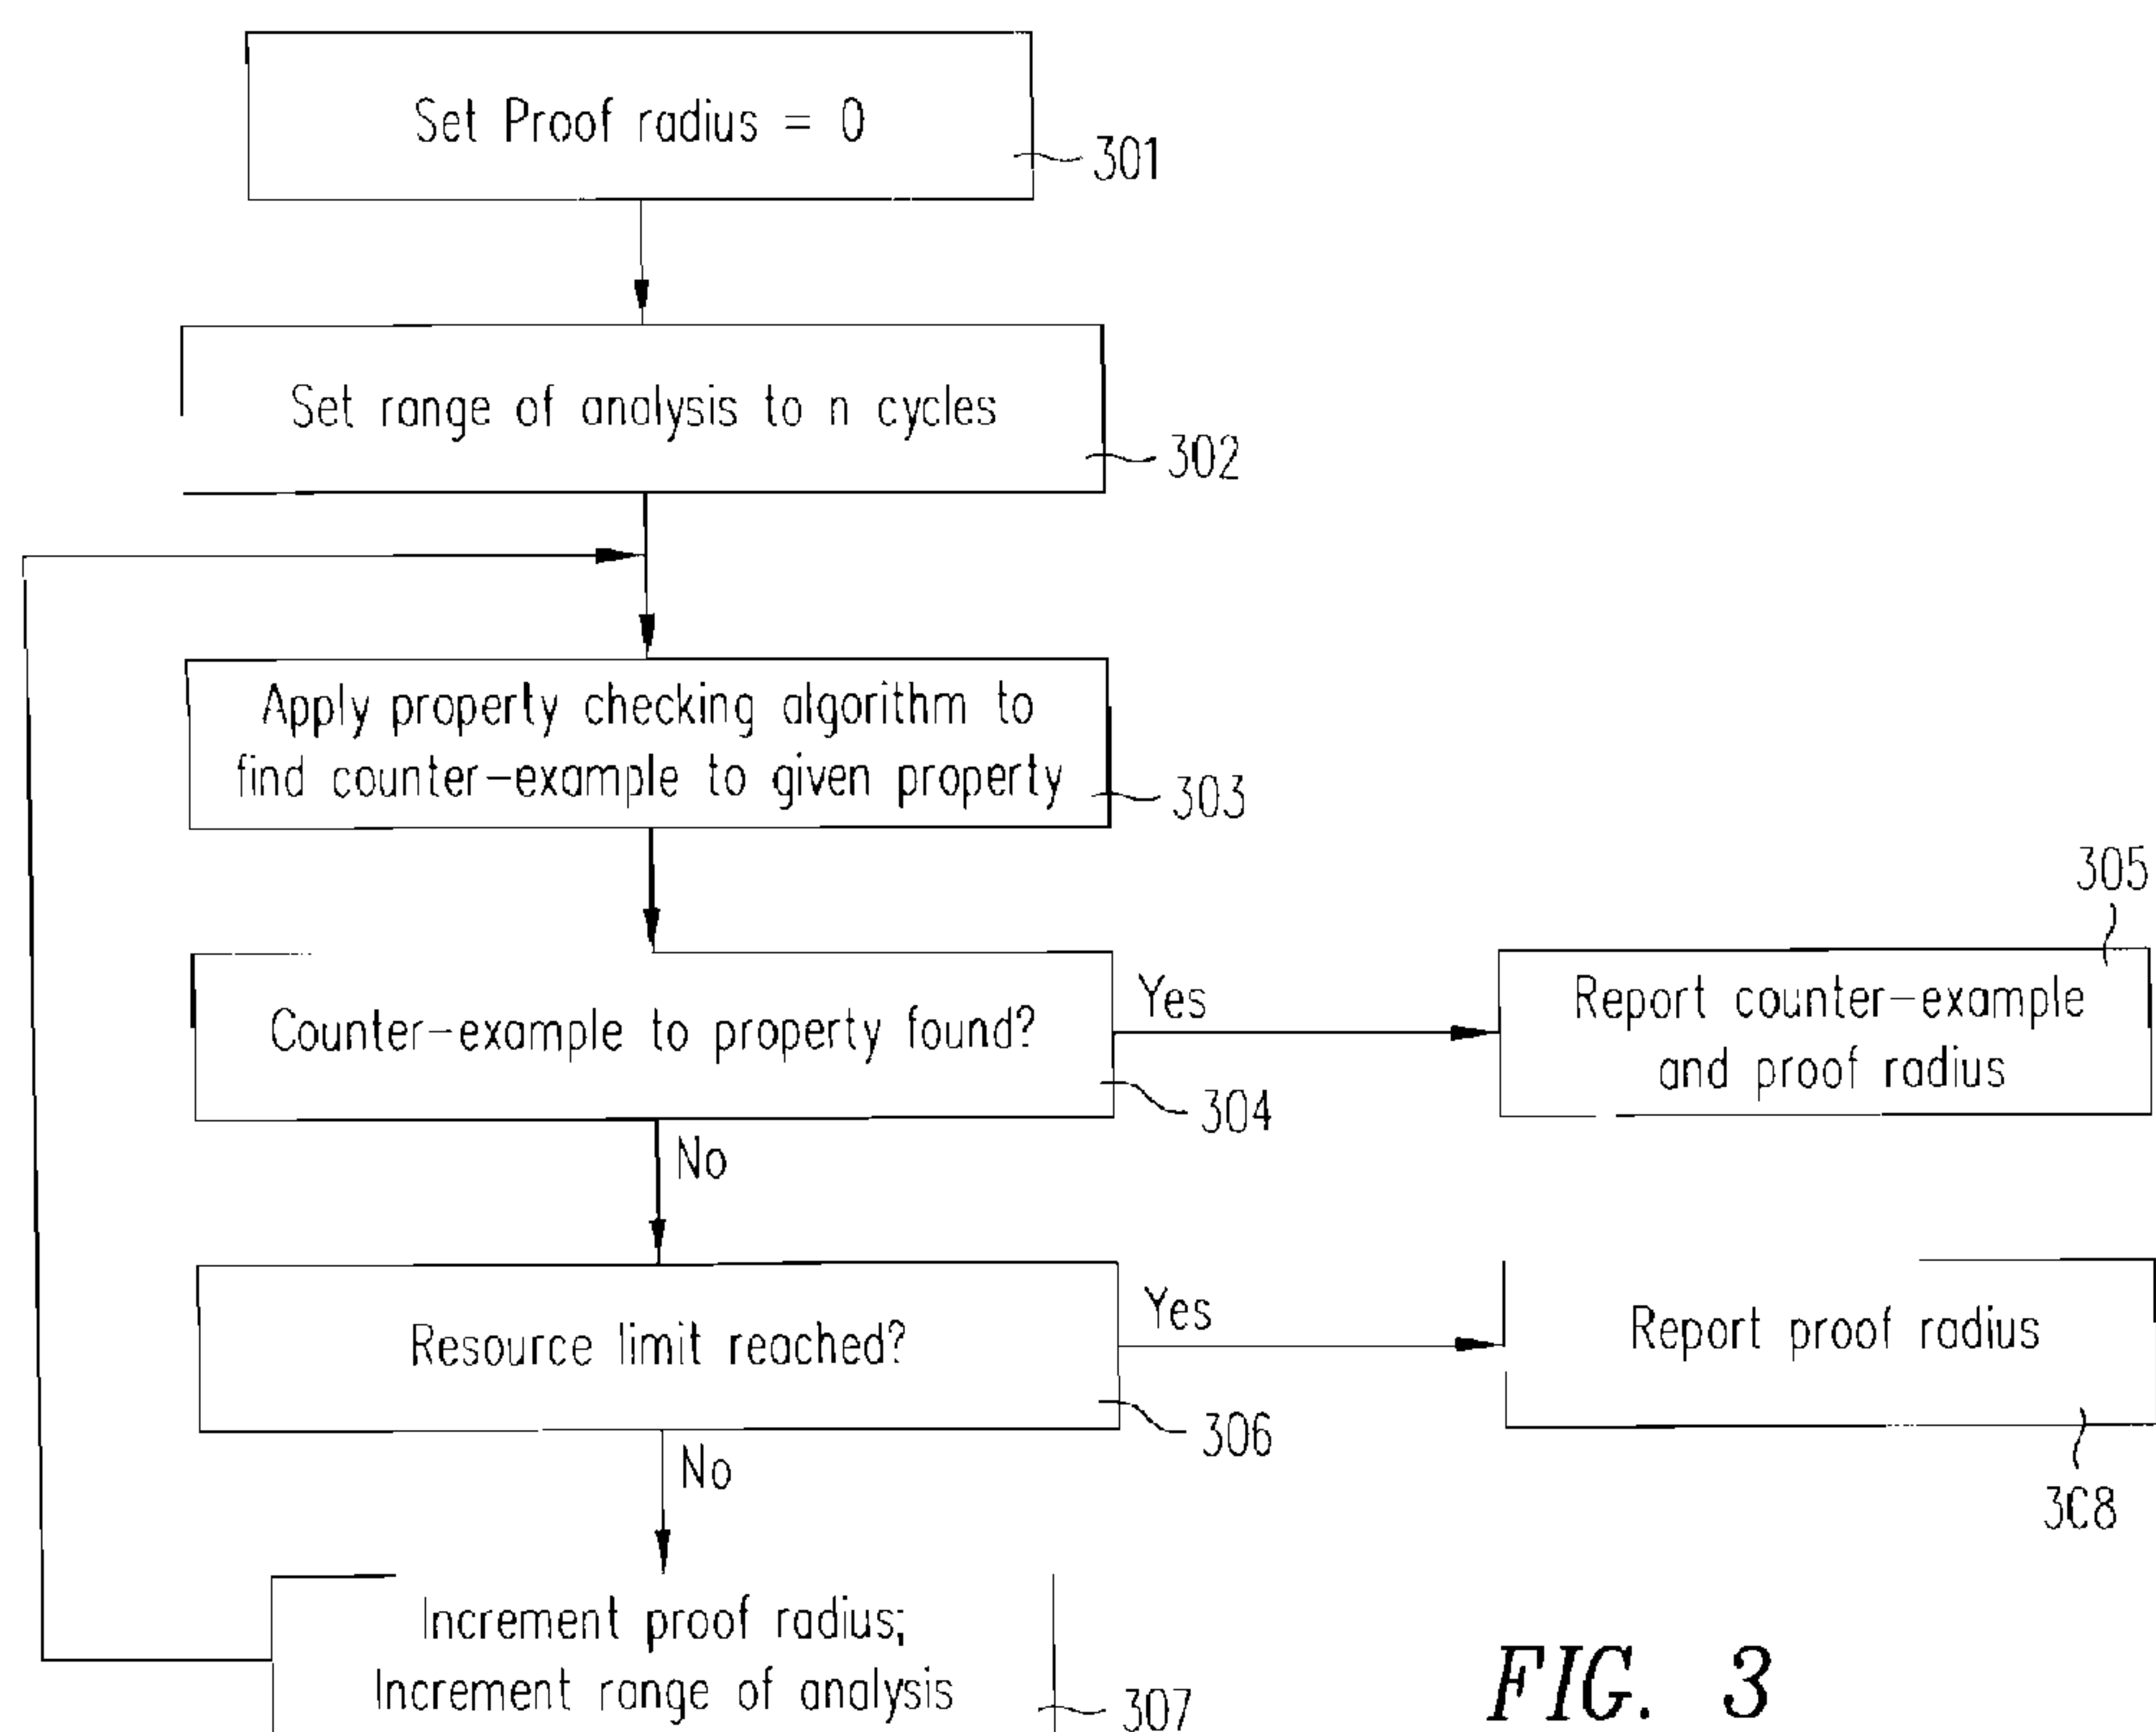 Set Proof radius = 0
301
Set range of analysis to n cycles
302
Apply property checking algorithm to
find counter-example to given property
303
305
Counter-example to property found?
Yes
Report counter-example
and proof radius
304
No
Resource limit reached?
Yes
Report proof radius
306
No
308
Increment proof radius;
Increment range of analysis
307
FIG. 3